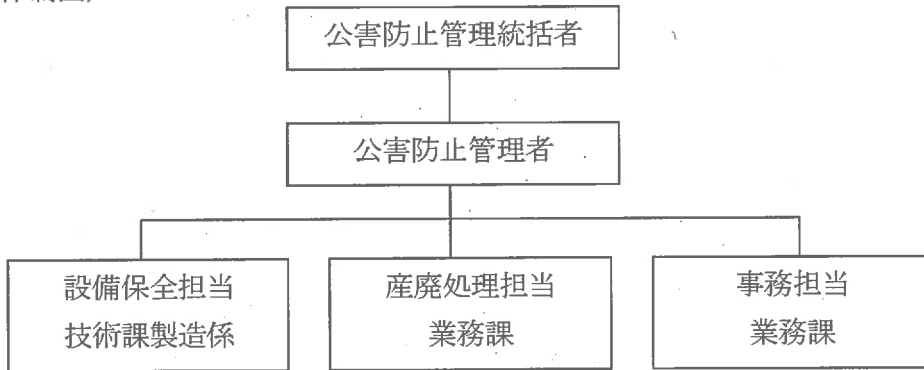 公害防止管理統括者
公害防止管理者
設備保全担当
技術課製造係
産廃処理担当
業務課
事務担当
業務課